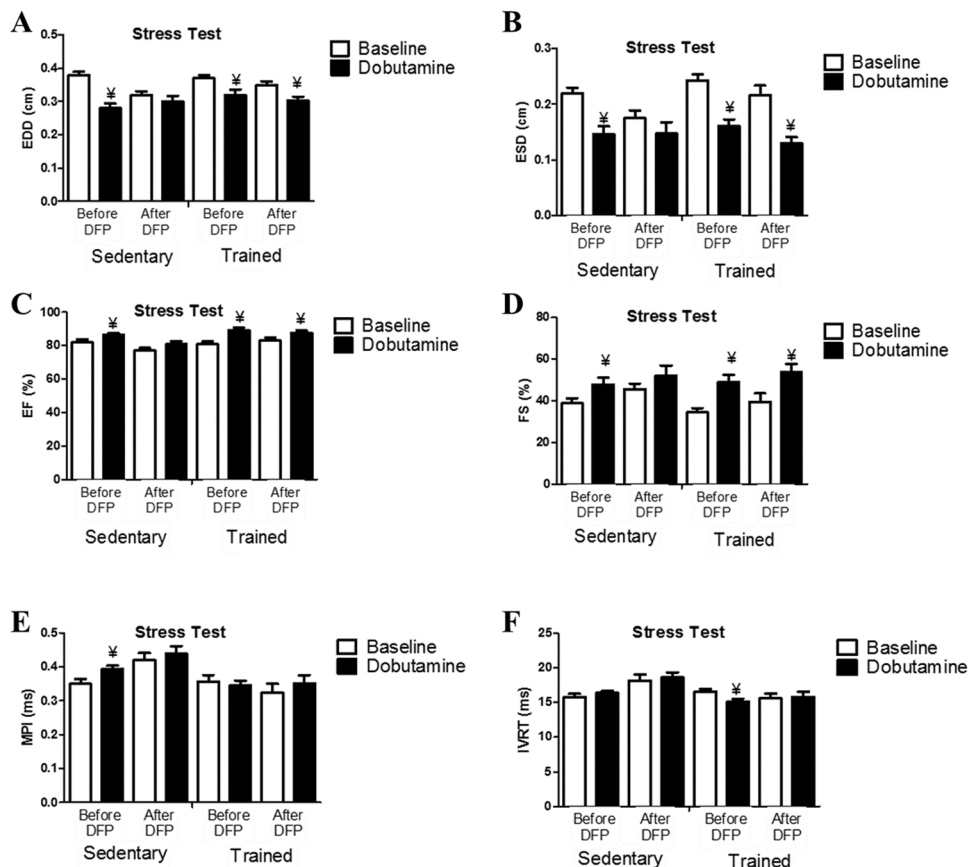 A
Stress Test
Baseline
Dobutamine
EDD (cm)
0.5
0.4
0.3
0.2
0.1
0.0
¥
¥
¥
Before DFP
After DFP
Before DFP
After DFP
Sedentary
Trained
B
Stress Test
Baseline
Dobutamine
ESD (cm)
0.3
0.2
0.1
0.0
¥
¥
¥
Before DFP
After DFP
Before DFP
After DFP
Sedentary
Trained
C
Stress Test
Baseline
Dobutamine
EF (%)
100
80
60
40
20
0
¥
¥
¥
Before DFP
After DFP
Before DFP
After DFP
Sedentary
Trained
D
Stress Test
Baseline
Dobutamine
FS (%)
80
60
40
20
0
¥
¥
¥
Before DFP
After DFP
Before DFP
After DFP
Sedentary
Trained
E
Stress Test
Baseline
Dobutamine
MPI (ms)
0.5
0.4
0.3
0.2
0.1
0.0
¥
Before DFP
After DFP
Before DFP
After DFP
Sedentary
Trained
F
Stress Test
Baseline
Dobutamine
IVRT (ms)
25
20
15
10
5
0
¥
Before DFP
After DFP
Before DFP
After DFP
Sedentary
Trained